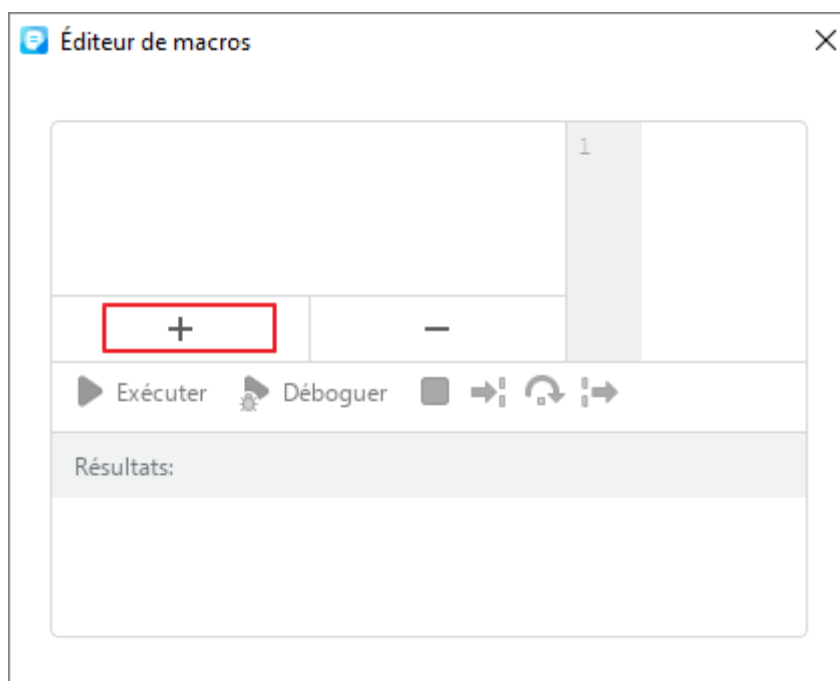 Éditeur de macros
1
+ −
Exécuter Déboguer
Résultats: